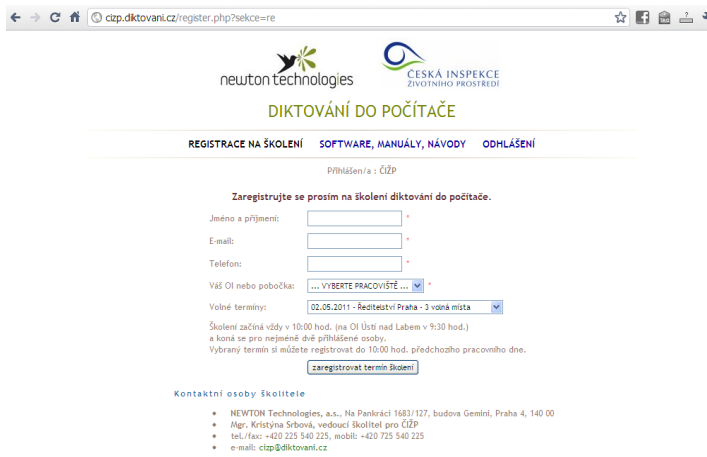 cizp.diktovani.cz/register.php?sekce=re
newton technologies
ČESKÁ INSPEKCE
ŽIVOTNÍHO PROSTŘEDÍ
DIKTOVÁNÍ DO POČÍTAČE
REGISTRACE NA ŠKOLENÍ SOFTWARE, MANUÁLY, NÁVODY ODHLÁŠENÍ
Přihlášen/a : ČIŽP
Zaregistrujte se prosím na školení diktování do počítače.
Jméno a příjmení: *
E-mail: *
Telefon: *
Váš OI nebo pobočka: ... VYBERTE PRACOVIŠTĚ ... *
Volné termíny: 02.05.2011 - Ředitelství Praha - 3 volná místa
Školení začíná vždy v 10:00 hod. (na OI Ústí nad Labem v 9:30 hod.)
a koná se pro nejméně dvě přihlášené osoby.
Vybraný termín si můžete registrovat do 10:00 hod. předchozího pracovního dne.
zaregistrovat termín školení
Kontaktní osoby školitele
• NEWTON Technologies, a.s., Na Pankráci 1683/127, budova Gemini, Praha 4, 140 00
• Mgr. Kristýna Srbová, vedoucí školitel pro ČIŽP
• tel./fax: +420 225 540 225, mobil: +420 725 540 225
• e-mail: cizp@diktovani.cz